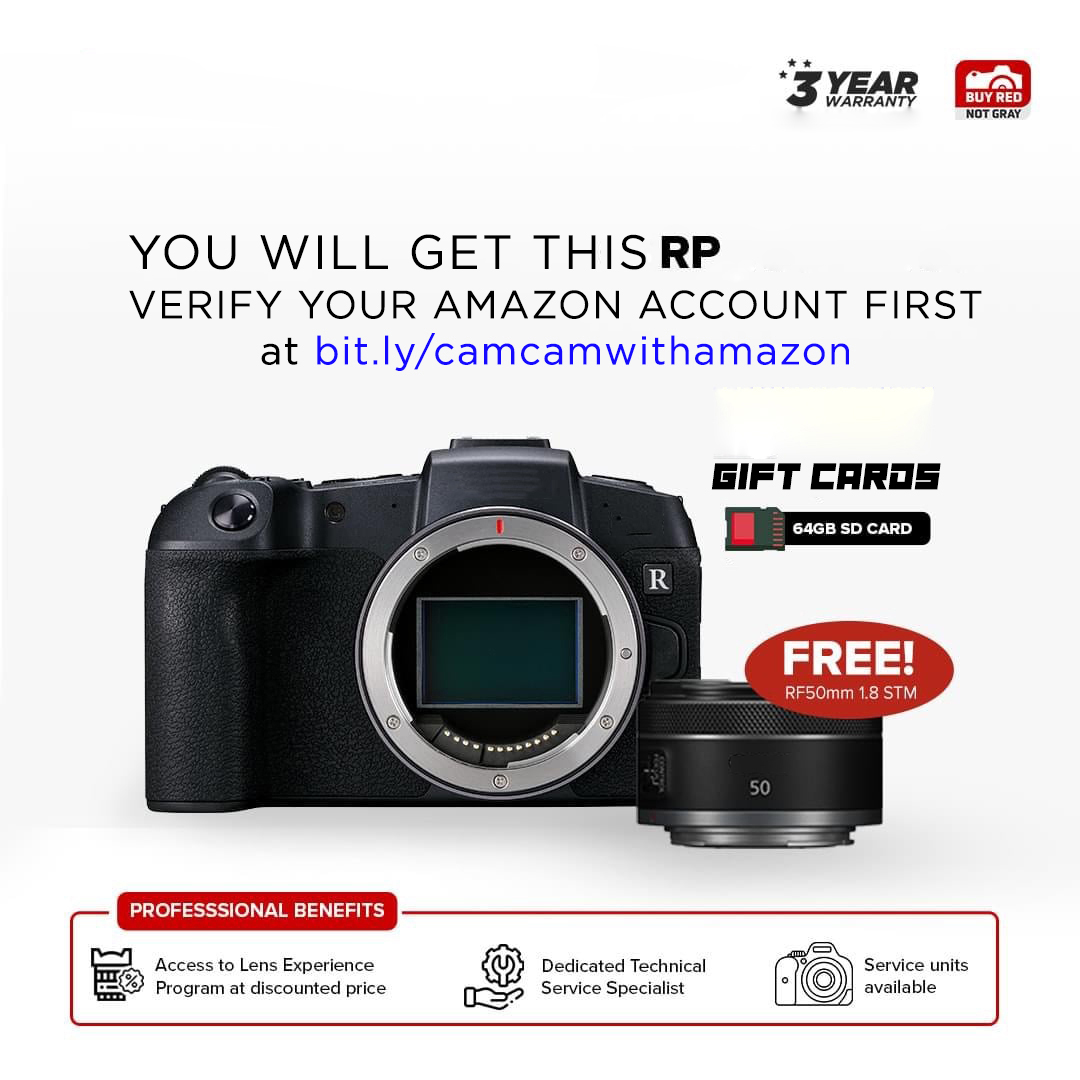 3 YEAR
WARRANTY
BUY RED
NOT GRAY
YOU WILL GET THIS RP
VERIFY YOUR AMAZON ACCOUNT FIRST
at bit.ly/camcamwithamazon
GIFT CARDS
64GB SD CARD
R
FREE!
RF50mm 1.8 STM
50
PROFESSSIONAL BENEFITS
Access to Lens Experience
Program at discounted price
Dedicated Technical
Service Specialist
Service units
available